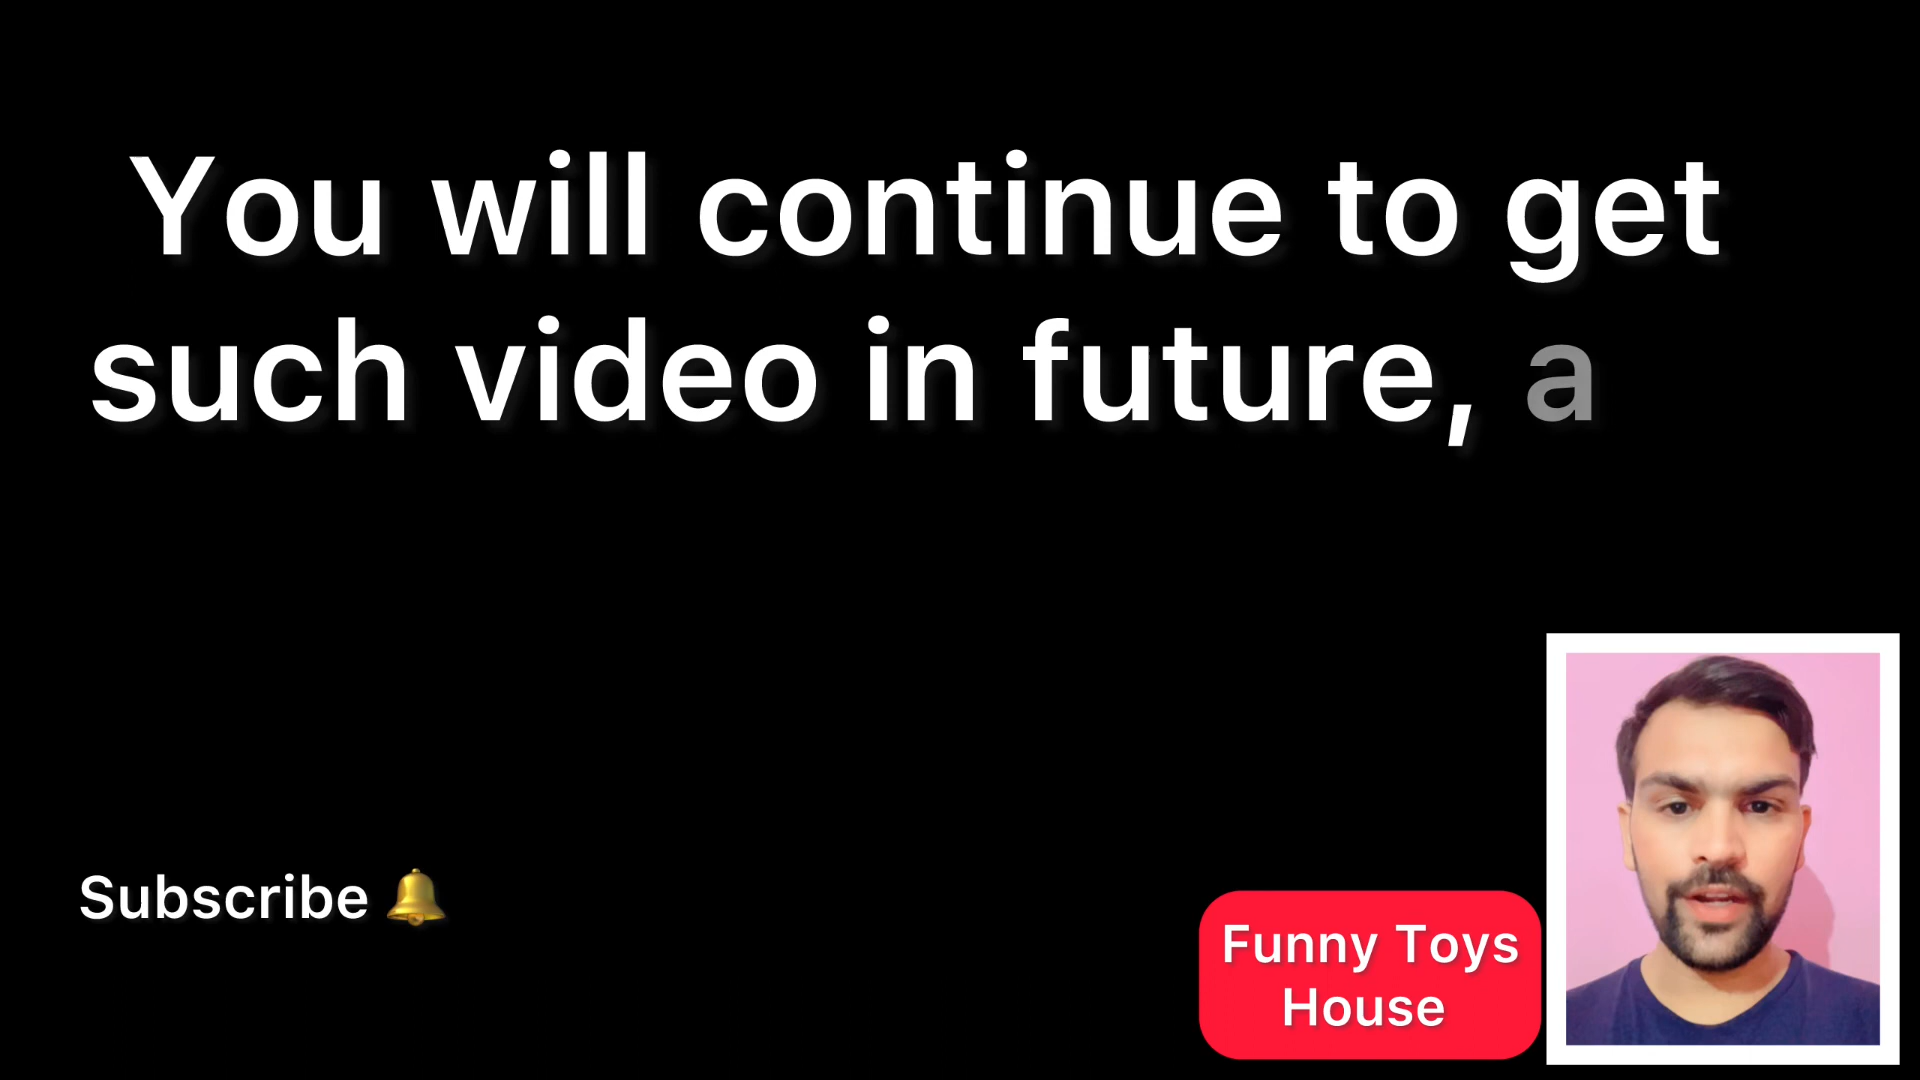 You will continue to get
such video in future, a
Subscribe 🔔
Funny Toys
House